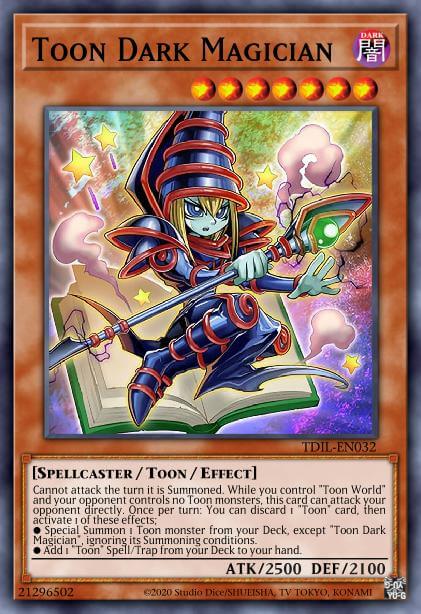 Toon Dark Magician
DARK
闇
TDIL-EN032
[Spellcaster / Toon / Effect]
Cannot attack the turn it is Summoned. While you control "Toon World"
and your opponent controls no Toon monsters, this card can attack your
opponent directly. Once per turn: You can discard 1 "Toon" card, then
activate 1 of these effects;
● Special Summon 1 Toon monster from your Deck, except "Toon Dark
Magician", ignoring its Summoning conditions.
● Add 1 "Toon" Spell/Trap from your Deck to your hand.
ATK/2500 DEF/2100
21296502
©2020 Studio Dice/SHUEISHA, TV TOKYO, KONAMI